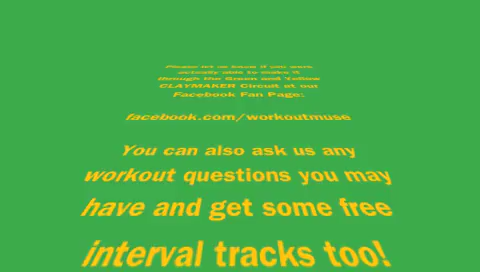 Please let us know if you were
actually able to make it
through the Green and Yellow
CLAYMAKER Circuit at our
Facebook Fan Page:
facebook.com/workoutmuse
You can also ask us any
workout questions you may
have and get some free
interval tracks too!